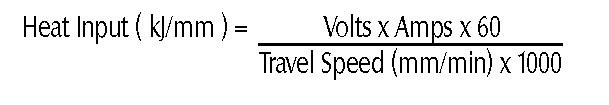 Heat Input ( kJ/mm ) = Volts x Amps x 60
Travel Speed (mm/min) x 1000